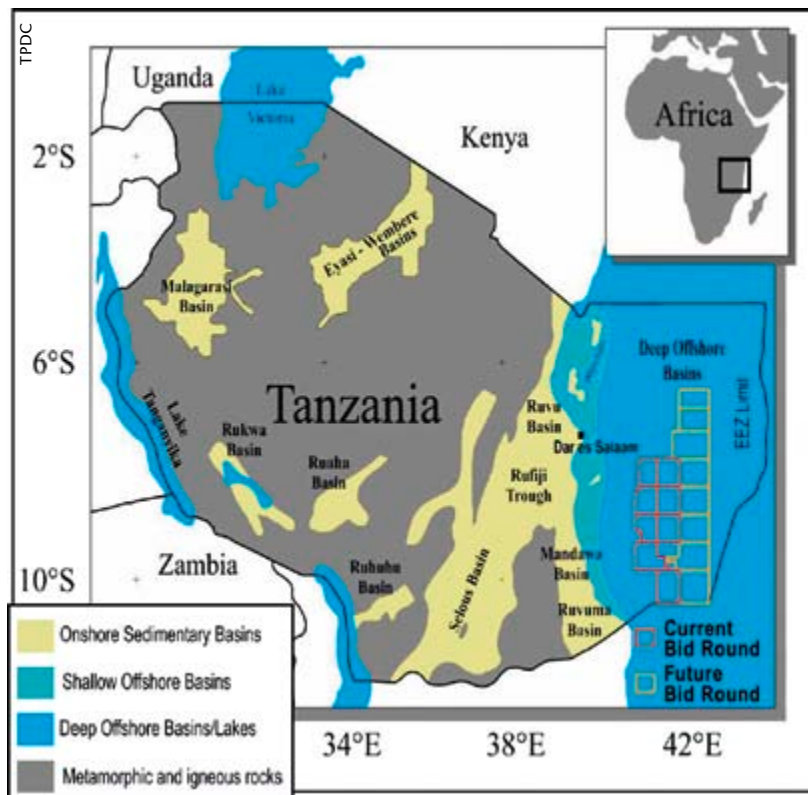 TPDC
Uganda
Lake
Victoria
Kenya
Africa
2°S
Eyasi - Wembere
Basins
Malagarasi
Basin
6°S
Deep Offshore
Basins
EEZ Limit
Tanzania
Lake
Tanganyika
Rukwa
Basin
Ruaha
Basin
Ruvu
Basin
Dar es Salaam
Rufiji
Trough
Zambia
10°S
Ruhuhu
Basin
Selous Basin
Mandawa
Basin
Ruvuma
Basin
Current
Bid Round
Future
Bid Round
Onshore Sedimentary Basins
Shallow Offshore Basins
Deep Offshore Basins/Lakes
Metamorphic and igneous rocks
34°E
38°E
42°E